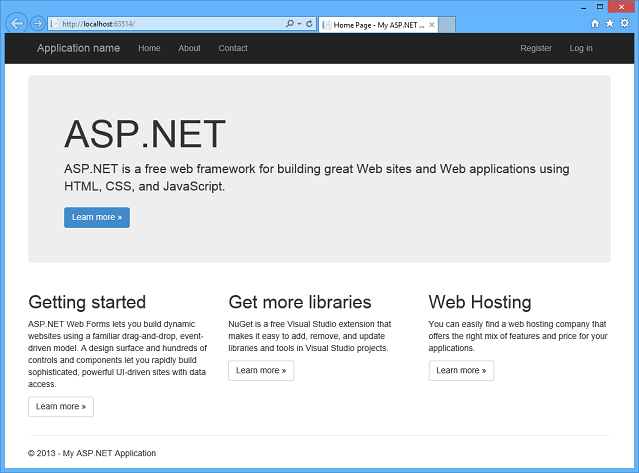 http://localhost:63514/
Home Page - My ASP.NET ...
Application name
Home
About
Contact
Register
Log in
ASP.NET
ASP.NET is a free web framework for building great Web sites and Web applications using
HTML, CSS, and JavaScript.
Learn more »
Getting started
ASP.NET Web Forms lets you build dynamic
websites using a familiar drag-and-drop, event-
driven model. A design surface and hundreds of
controls and components let you rapidly build
sophisticated, powerful UI-driven sites with data
access.
Learn more »
Get more libraries
NuGet is a free Visual Studio extension that
makes it easy to add, remove, and update
libraries and tools in Visual Studio projects.
Learn more »
Web Hosting
You can easily find a web hosting company that
offers the right mix of features and price for your
applications.
Learn more »
© 2013 - My ASP.NET Application